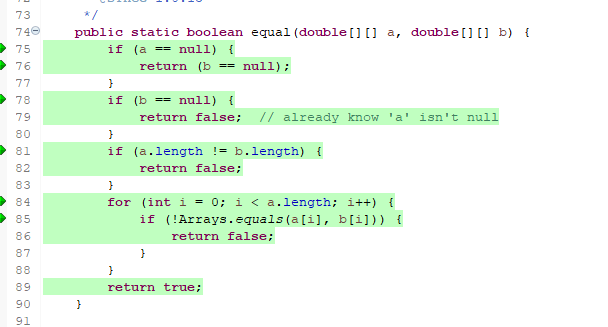 73 */
74 public static boolean equal(double[][] a, double[][] b) {
75 if (a == null) {
76 return (b == null);
77 }
78 if (b == null) {
79 return false;  // already know 'a' isn't null
80 }
81 if (a.length != b.length) {
82 return false;
83 }
84 for (int i = 0; i < a.length; i++) {
85 if (!Arrays.equals(a[i], b[i])) {
86 return false;
87 }
88 }
89 return true;
90 }
91